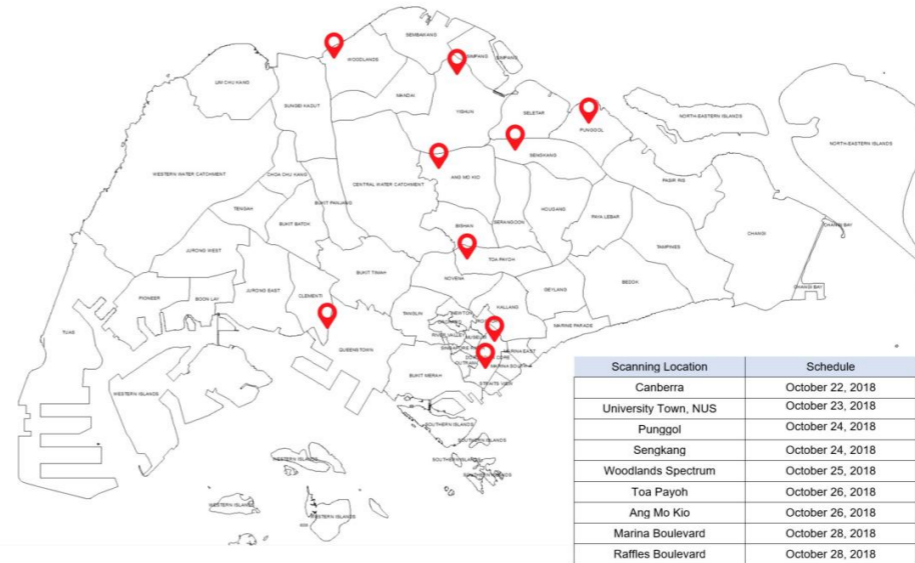 SEMBAWANG
WOODLANDS
SIMPANG
SIMPANG
LIM CHU KANG
MANDAI
SUNGEI KADUT
YISHUN
SELETAR
NORTH-EASTERN ISLANDS
PUNGGOL
NORTH-EASTERN ISLANDS
SENGKANG
WESTERN WATER CATCHMENT
CHOA CHU KANG
CENTRAL WATER CATCHMENT
ANG MO KIO
PASIR RIS
BUKIT PANJANG
TENGAH
HOUGANG
PAYA LEBAR
BUKIT BATOK
BISHAN
SERANGOON
CHANGI BAY
CHANGI
JURONG WEST
TOA PAYOH
TAMPINES
BUKIT TIMAH
NOVENA
BEDOK
CHANGI BAY
JURONG EAST
GEYLANG
PIONEER
BOON LAY
CLEMENTI
KALLANG
TANGLIN
MARINE PARADE
TUAS
QUEENSTOWN
MARINA EAST
MARINA SOUTH
BUKIT MERAH
STRAITS VIEW
WESTERN ISLANDS
SOUTHERN ISLANDS
SOUTHERN ISLANDS
WESTERN ISLANDS
SOUTHERN ISLANDS
WESTERN ISLANDS
WESTERN ISLANDS
Scanning Location Schedule
Canberra October 22, 2018
University Town, NUS October 23, 2018
Punggol October 24, 2018
Sengkang October 24, 2018
Woodlands Spectrum October 25, 2018
Toa Payoh October 26, 2018
Ang Mo Kio October 26, 2018
Marina Boulevard October 28, 2018
Raffles Boulevard October 28, 2018